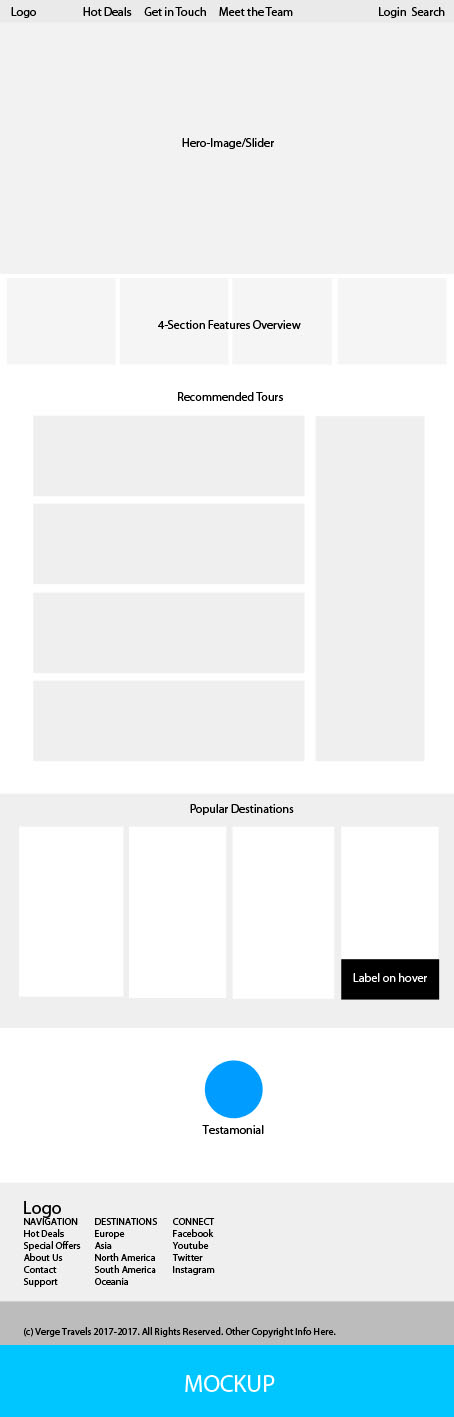 Logo Hot Deals Get in Touch Meet the Team Login Search
Hero-Image/Slider
4-Section Features Overview
Recommended Tours
Popular Destinations
Label on hover
Testamonial
Logo
NAVIGATION DESTINATIONS CONNECT
Hot Deals Europe Facebook
Special Offers Asia Youtube
About Us North America Twitter
Contact South America Instagram
Support Oceania
(c) Verge Travels 2017-2017. All Rights Reserved. Other Copyright Info Here.
MOCKUP